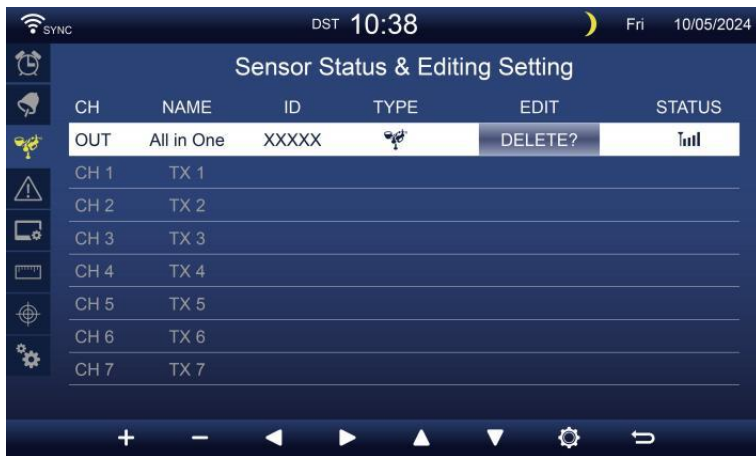 SYNC DST 10:38 Fri 10/05/2024
Sensor Status & Editing Setting
CH NAME ID TYPE EDIT STATUS
OUT All in One XXXXX DELETE?
CH 1 TX 1
CH 2 TX 2
CH 3 TX 3
CH 4 TX 4
CH 5 TX 5
CH 6 TX 6
CH 7 TX 7